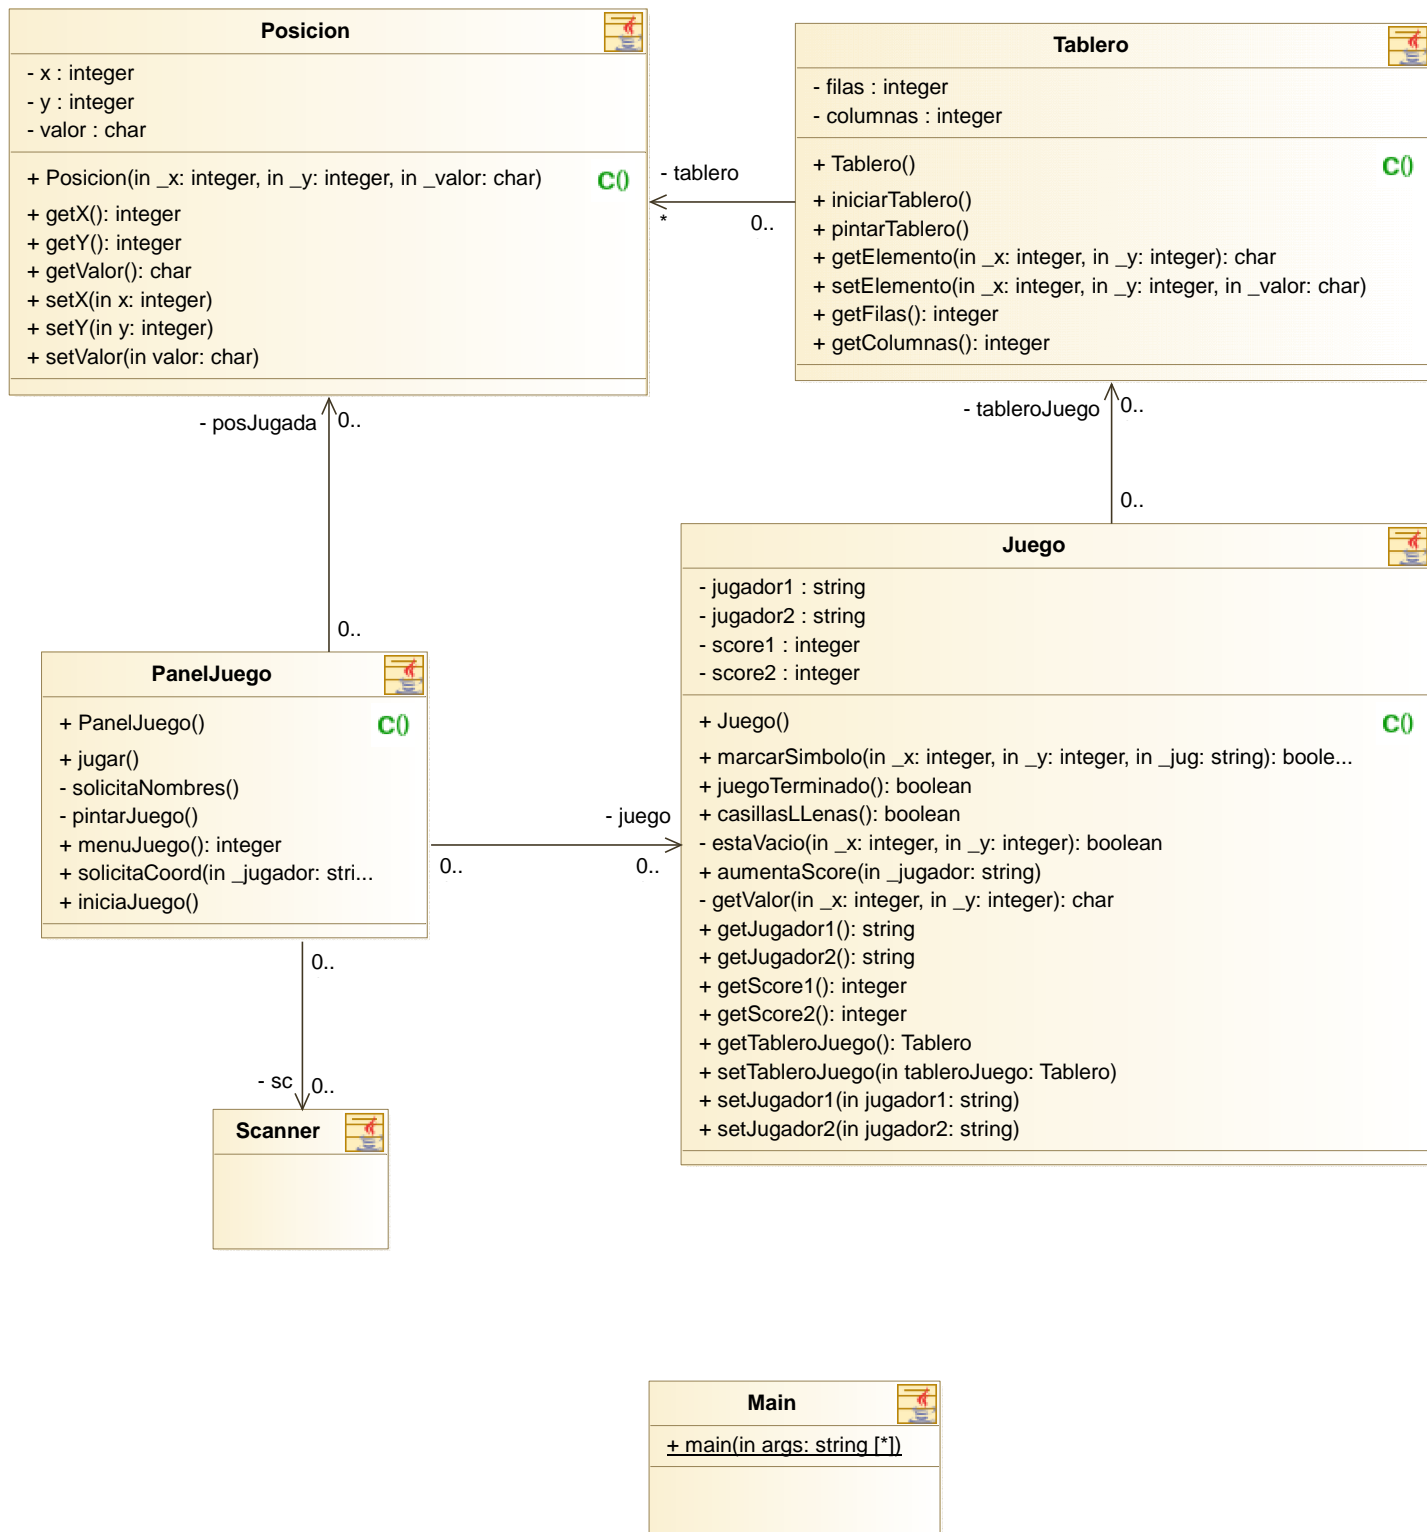 Posicion
- x : integer
- y : integer
- valor : char
+ Posicion(in _x: integer, in _y: integer, in _valor: char)
C()
+ getX(): integer
+ getY(): integer
+ getValor(): char
+ setX(in x: integer)
+ setY(in y: integer)
+ setValor(in valor: char)
- tablero
*
0..
Tablero
- filas : integer
- columnas : integer
+ Tablero()
C()
+ iniciarTablero()
+ pintarTablero()
+ getElemento(in _x: integer, in _y: integer): char
+ setElemento(in _x: integer, in _y: integer, in _valor: char)
+ getFilas(): integer
+ getColumnas(): integer
- posJugada
0..
0..
- tableroJuego
0..
0..
PanelJuego
+ PanelJuego()
C()
+ jugar()
- solicitaNombres()
- pintarJuego()
+ menuJuego(): integer
+ solicitaCoord(in _jugador: stri...
+ iniciaJuego()
- juego
0..
0..
Juego
- jugador1 : string
- jugador2 : string
- score1 : integer
- score2 : integer
+ Juego()
C()
+ marcarSimbolo(in _x: integer, in _y: integer, in _jug: string): boole...
+ juegoTerminado(): boolean
+ casillasLLenas(): boolean
- estaVacio(in _x: integer, in _y: integer): boolean
+ aumentaScore(in _jugador: string)
- getValor(in _x: integer, in _y: integer): char
+ getJugador1(): string
+ getJugador2(): string
+ getScore1(): integer
+ getScore2(): integer
+ getTableroJuego(): Tablero
+ setTableroJuego(in tableroJuego: Tablero)
+ setJugador1(in jugador1: string)
+ setJugador2(in jugador2: string)
0..
- sc
0..
Scanner
Main
+ main(in args: string [*])